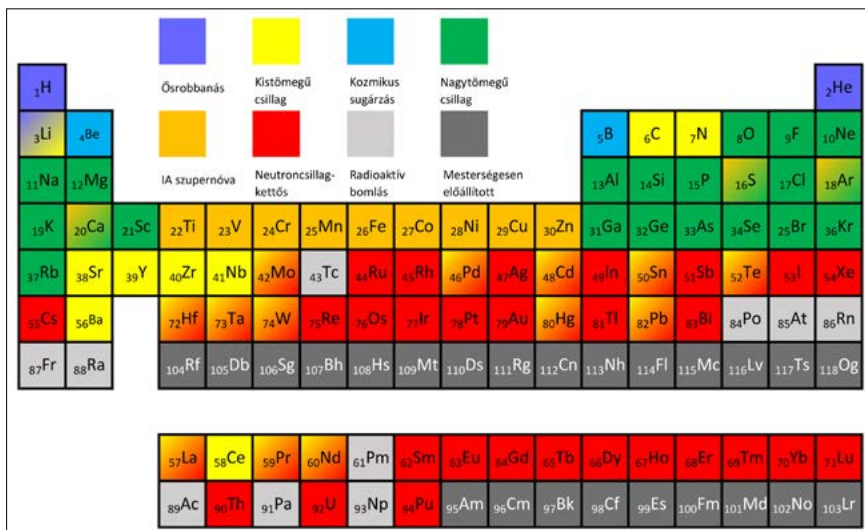 Ősrobbanás
Kistömegű csillag
Kozmikus sugárzás
Nagytömegű csillag
IA szupernóva
Neutroncsillag-kettős
Radioaktív bomlás
Mesterségesen előállított
1H 2He
3Li 4Be 5B 6C 7N 8O 9F 10Ne
11Na 12Mg 13Al 14Si 15P 16S 17Cl 18Ar
19K 20Ca 21Sc 22Ti 23V 24Cr 25Mn 26Fe 27Co 28Ni 29Cu 30Zn 31Ga 32Ge 33As 34Se 25Br 36Kr
37Rb 38Sr 39Y 40Zr 41Nb 42Mo 43Tc 44Ru 45Rh 46Pd 47Ag 48Cd 49In 50Sn 51Sb 52Te 53I 54Xe
55Cs 56Ba 72Hf 73Ta 74W 75Re 76Os 77Ir 78Pt 79Au 80Hg 81Tl 82Pb 83Bi 84Po 85At 86Rn
87Fr 88Ra 104Rf 105Db 106Sg 107Bh 108Hs 109Mt 110Ds 111Rg 112Cn 113Nh 114Fl 115Mc 116Lv 117Ts 118Og
57La 58Ce 59Pr 60Nd 61Pm 62Sm 63Eu 64Gd 65Tb 66Dy 67Ho 68Er 69Tm 70Yb 71Lu
89Ac 90Th 91Pa 92U 93Np 94Pu 95Am 96Cm 97Bk 98Cf 99Es 100Fm 101Md 102No 103Lr